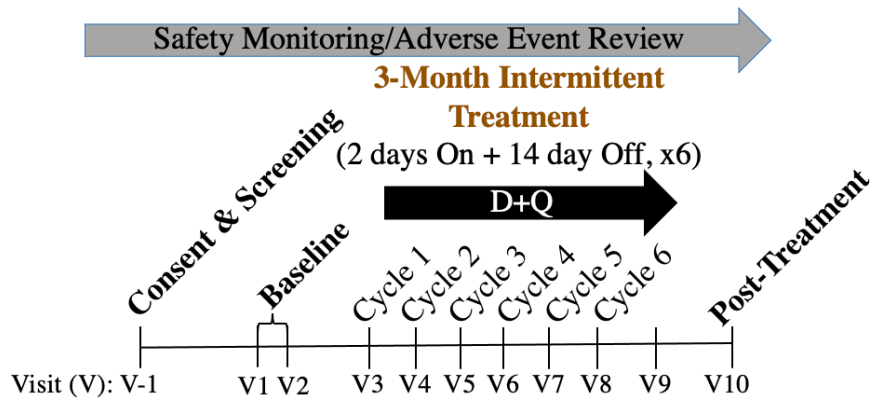 Safety Monitoring/Adverse Event Review
3-Month Intermittent
Treatment
(2 days On + 14 day Off, x6)
D+Q
Consent & Screening
Baseline
Cycle 1
Cycle 2
Cycle 3
Cycle 4
Cycle 5
Cycle 6
Post-Treatment
Visit (V): V-1 V1 V2 V3 V4 V5 V6 V7 V8 V9 V10